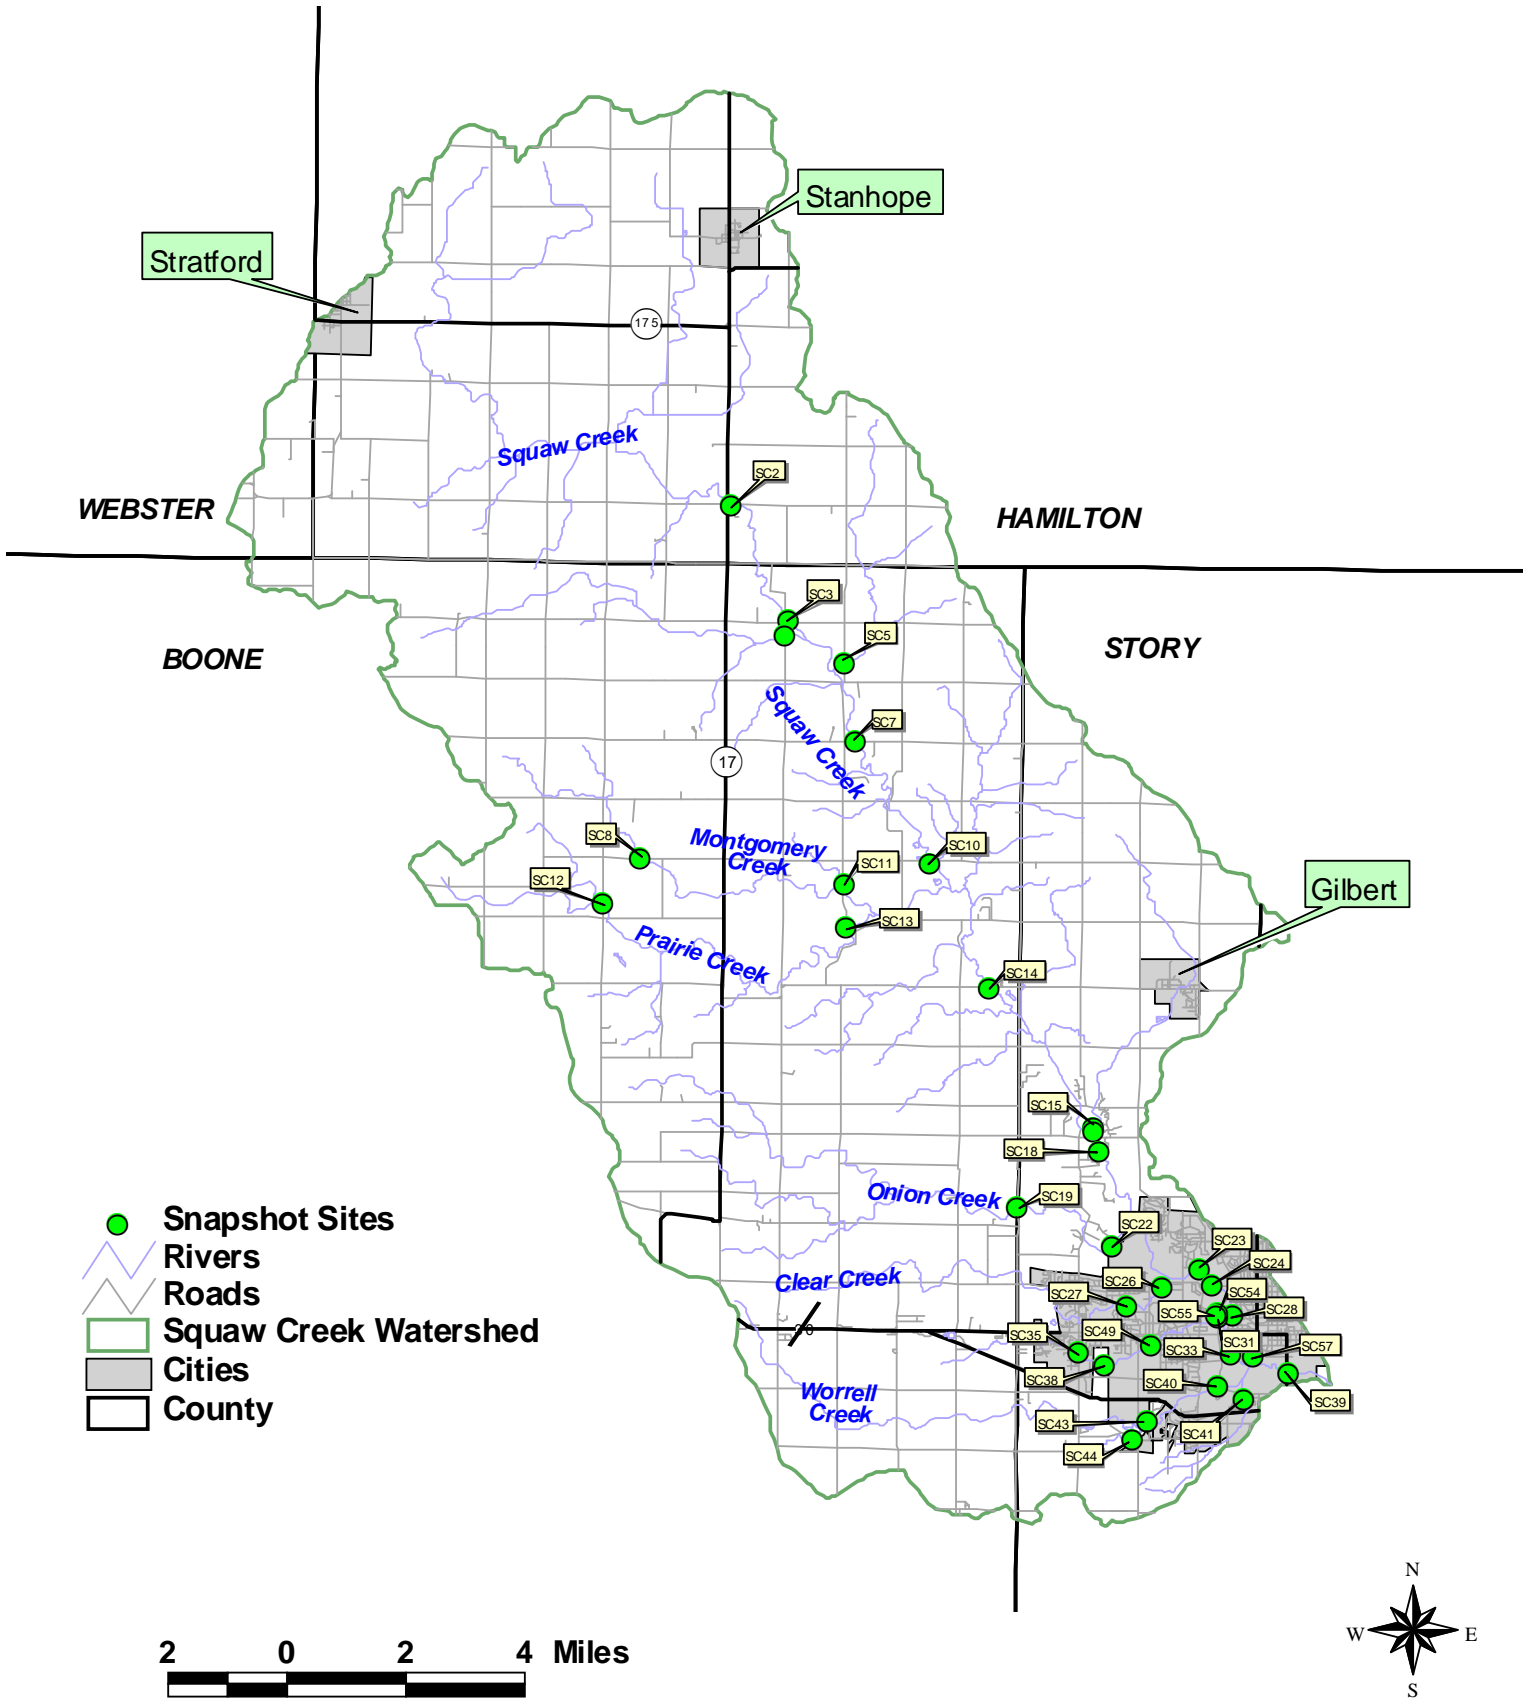 Stanhope
Stratford
175
Squaw Creek
SC2
WEBSTER
HAMILTON
SC3
SC5
BOONE
STORY
Squaw Creek
SC7
17
SC8
Montgomery
Creek
SC10
SC11
SC12
Gilbert
SC13
Prairie Creek
SC14
SC15
SC18
Onion Creek
SC19
SC22
SC23
SC24
Clear Creek
SC26
SC27
SC54
SC55
SC28
SC35
SC49
SC33
SC31
SC57
SC38
SC40
SC39
Worrell
Creek
SC43
SC41
SC44
Snapshot Sites
Rivers
Roads
Squaw Creek Watershed
Cities
County
N
W
E
S
2 0 2 4 Miles